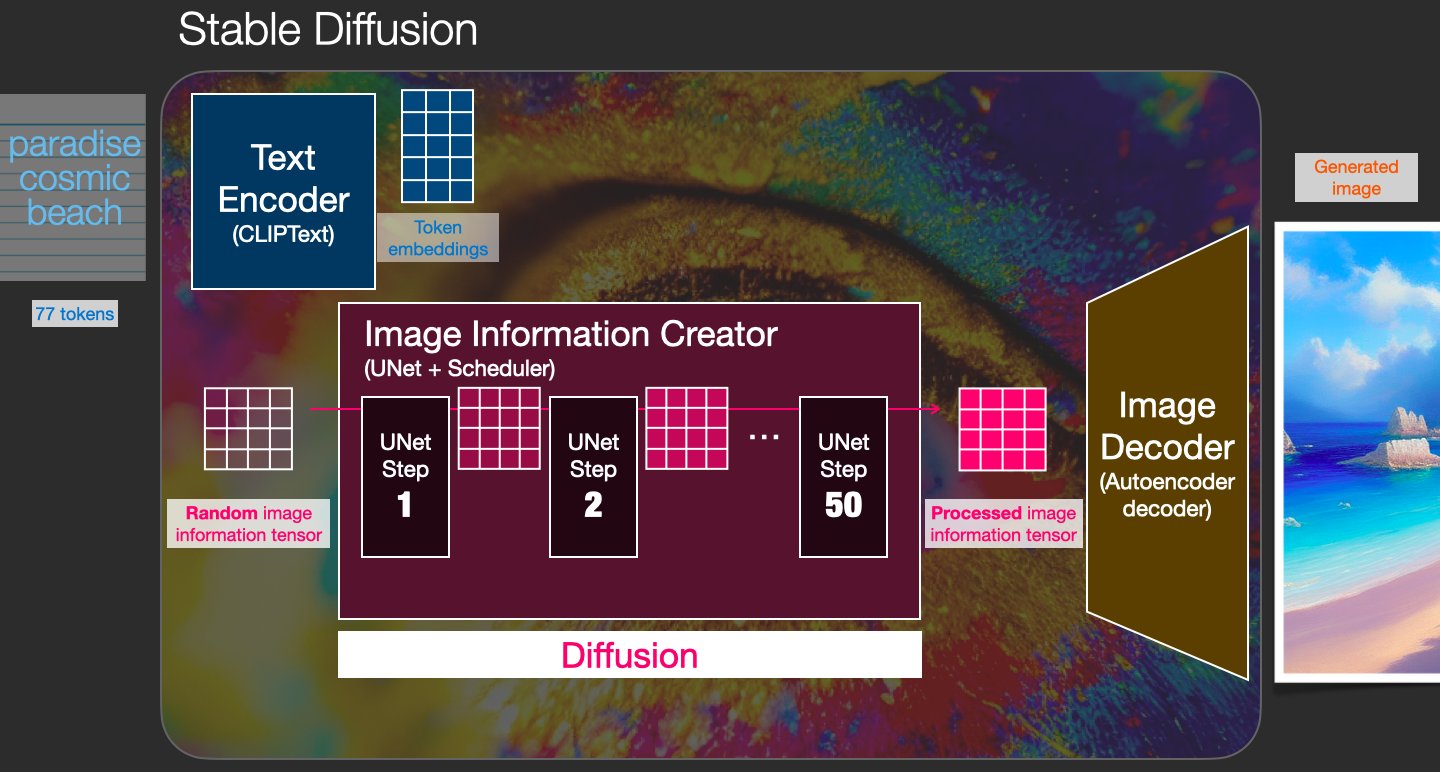 Stable Diffusion
paradise
cosmic
beach
77 tokens
Text
Encoder
(CLIPText)
Token
embeddings
Image Information Creator
(UNet + Scheduler)
UNet
Step
1
UNet
Step
2
...
UNet
Step
50
Random image
information tensor
Processed image
information tensor
Diffusion
Image
Decoder
(Autoencoder
decoder)
Generated
image